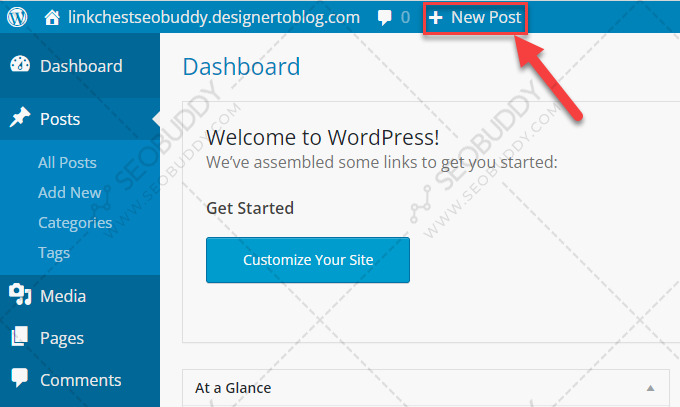 linkchestseobuddy.designertoblog.com 0 New Post
Dashboard
Posts
All Posts
Add New
Categories
Tags
Media
Pages
Comments
Dashboard
Welcome to WordPress!
We've assembled some links to get you started:
Get Started
Customize Your Site
At a Glance
SEOBUDDY
WWW.SEOBUDDY.COM
SEOBUDDY
WWW.SEOBUDDY.COM